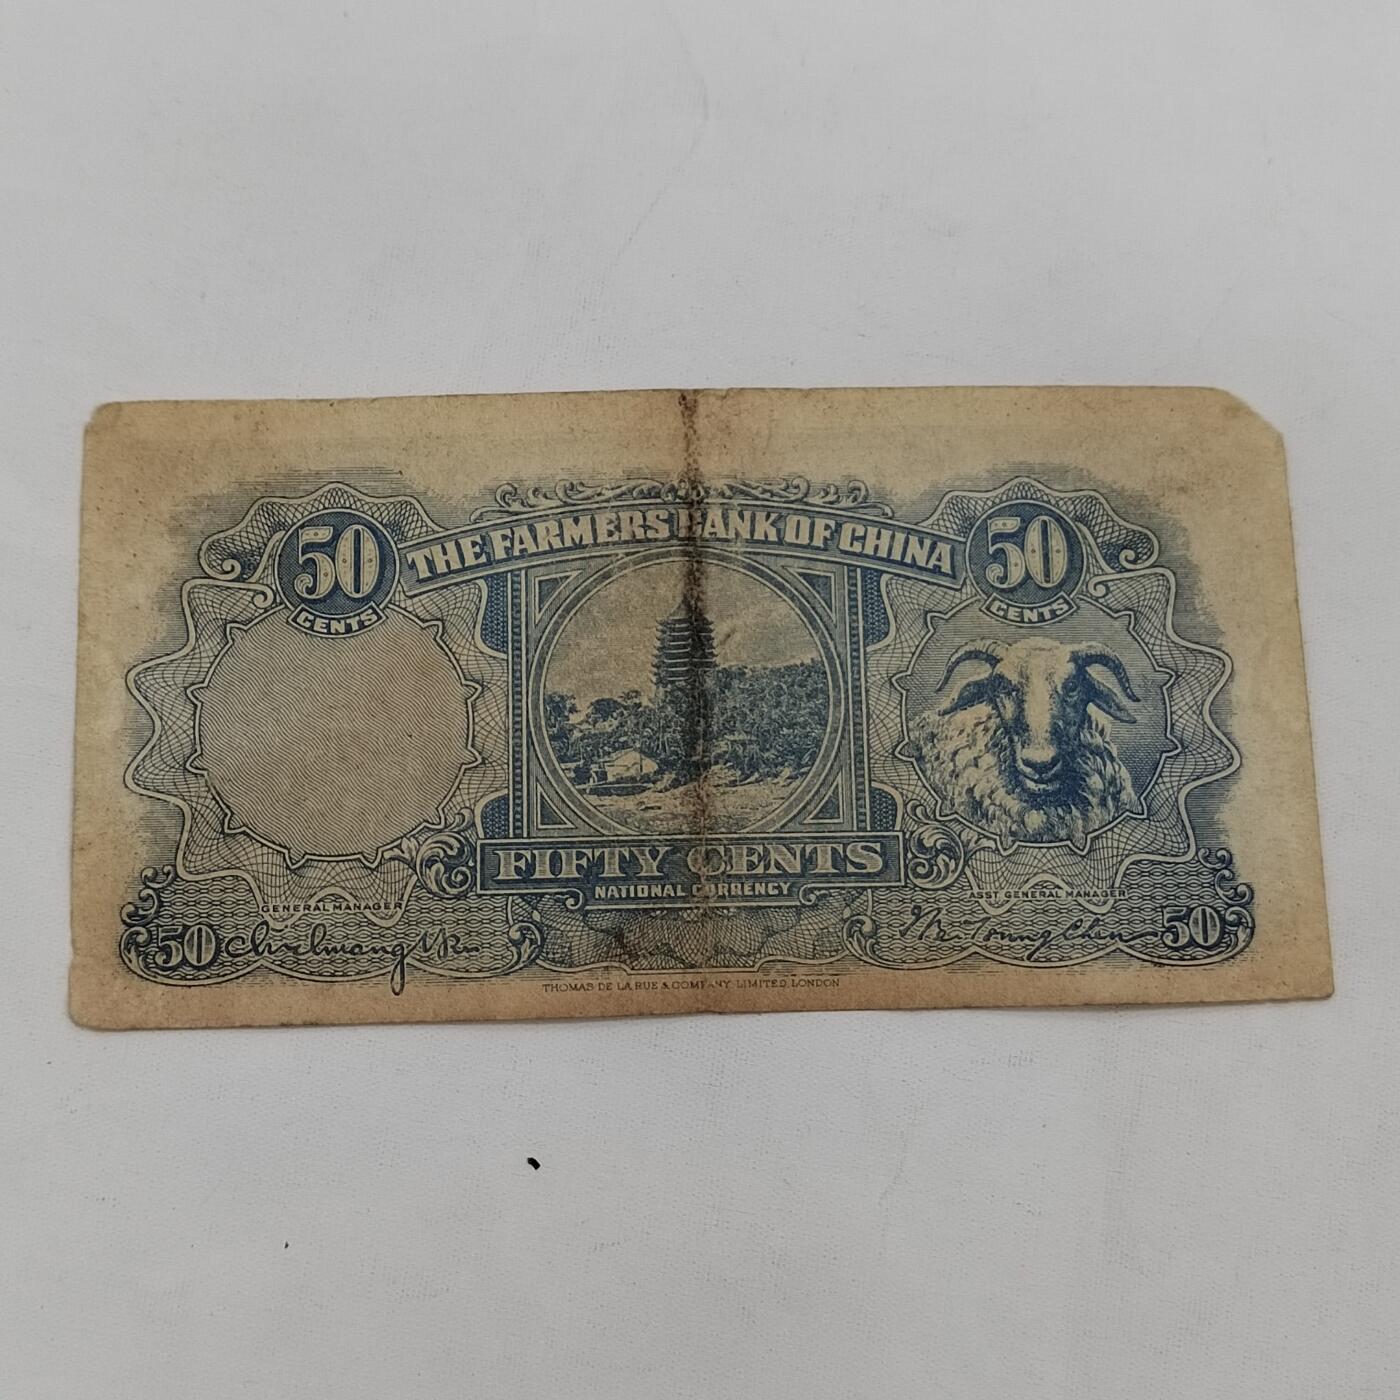 50
CENTS
THE FARMERS BANK OF CHINA
50
CENTS
FIFTY CENTS
NATIONAL CURRENCY
GENERAL MANAGER
ASST GENERAL MANAGER
50
50
THOMAS DE LA RUE & COMPANY LIMITED, LONDON